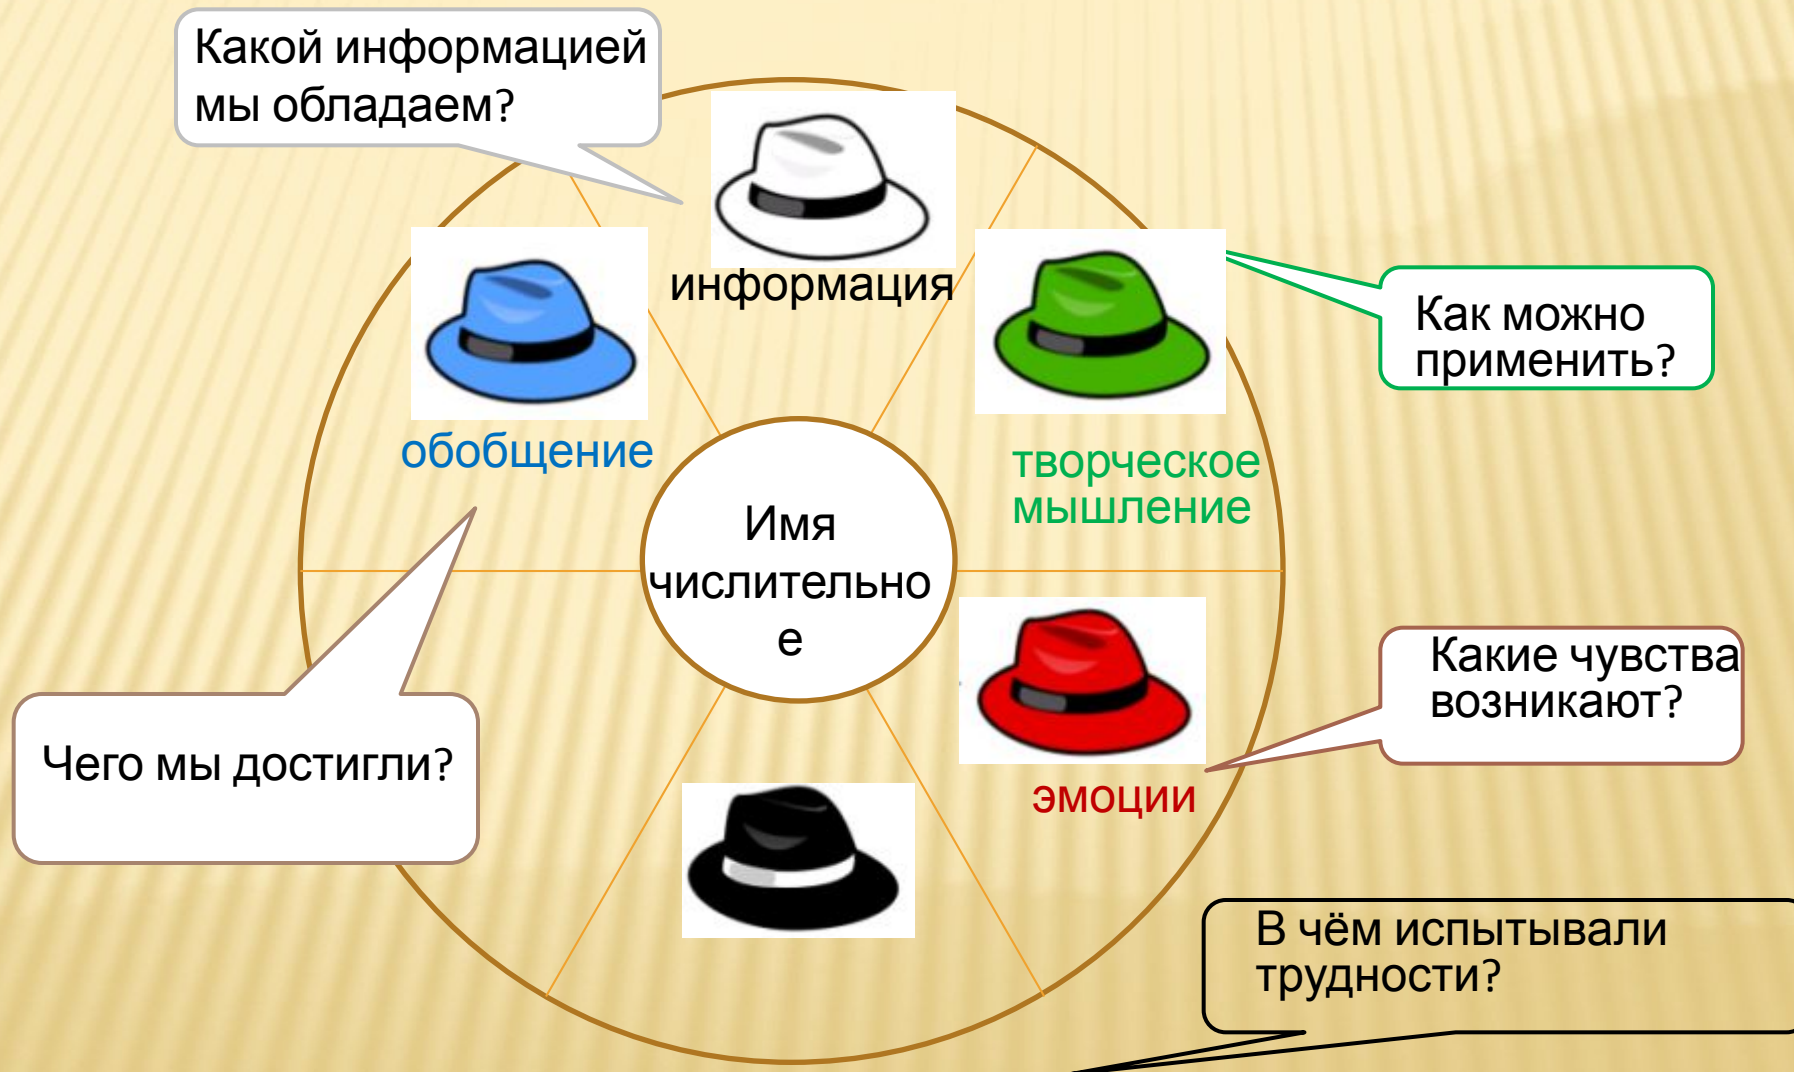 Какой информацией
мы обладаем?
информация
обобщение
Как можно
применить?
творческое
мышление
Имя
числительно
е
Какие чувства
возникают?
эмоции
Чего мы достигли?
В чём испытывали
трудности?